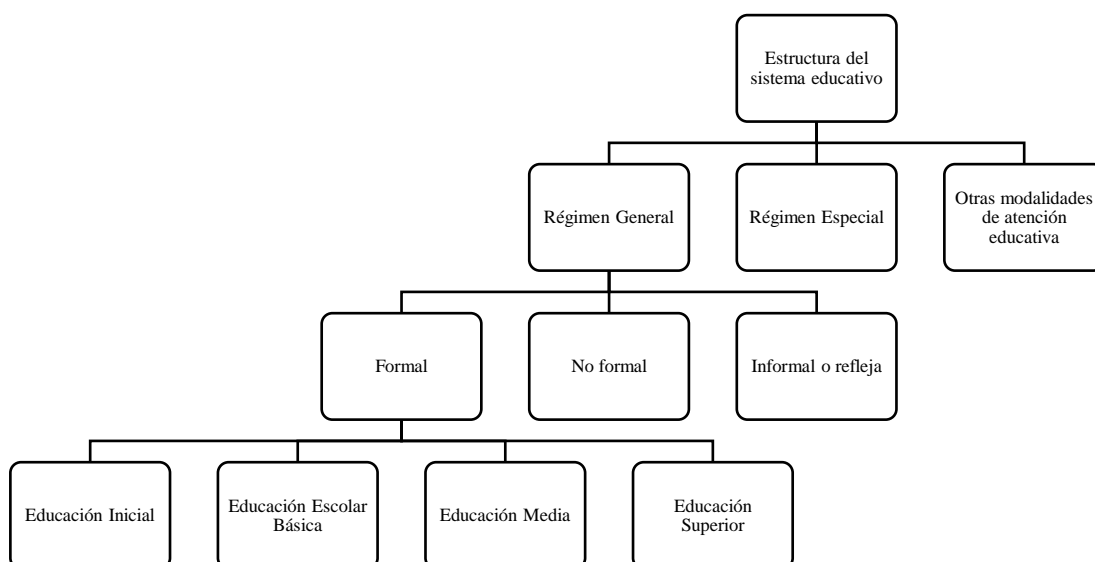 Estructura del
sistema educativo
Régimen General
Régimen Especial
Otras modalidades
de atención
educativa
Formal
No formal
Informal o refleja
Educación Inicial
Educación Escolar
Básica
Educación Media
Educación
Superior